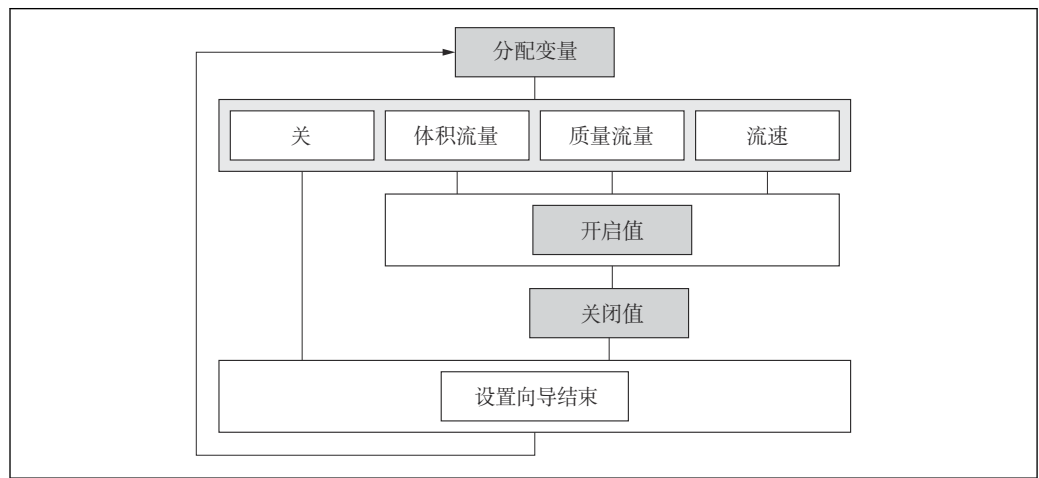 分配变量
关
体积流量
质量流量
流速
开启值
关闭值
设置向导结束